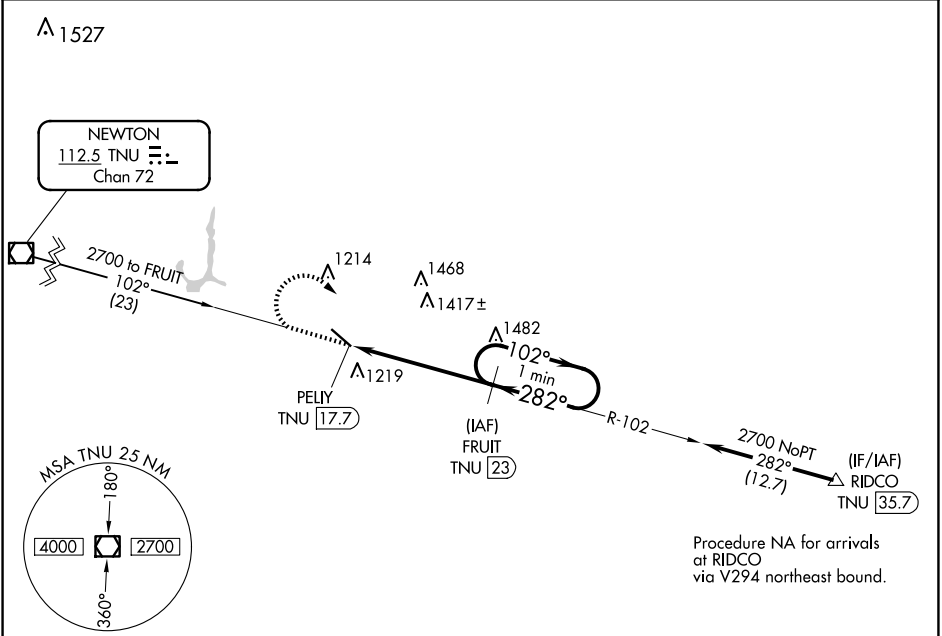 1527
NEWTON
112.5 TNU
Chan 72
2700 to FRUIT
102°
(23)
1214
1468
1417±
1482
102°
1 min
282°
1219
PELIY
TNU 17.7
(IAF)
FRUIT
TNU 23
R-102
2700 NoPT
282°
(12.7)
(IF/IAF)
RIDCO
TNU 35.7
MSA TNU 25 NM
180°
4000
2700
360°
Procedure NA for arrivals
at RIDCO
via V294 northeast bound.